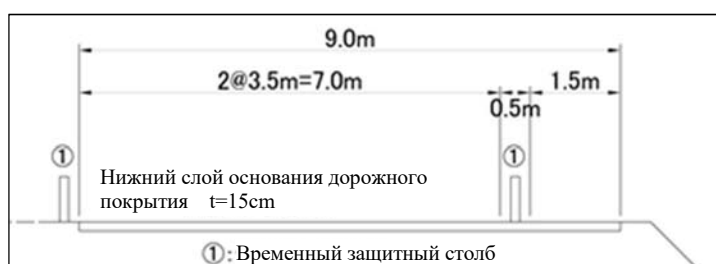 9.0m
2@3.5m=7.0m
1.5m
0.5m
① ①
Нижний слой основания дорожного
покрытия t=15cm
①: Временный защитный столб